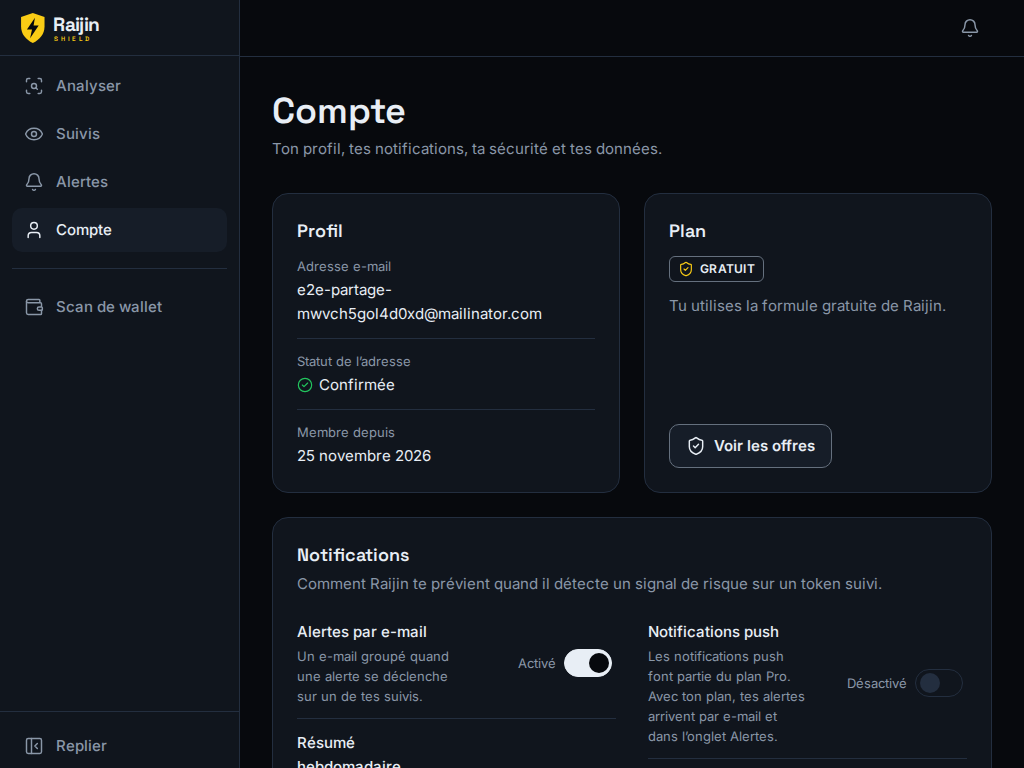 Raijin
SHIELD
Analyser
Suivis
Alertes
Compte
Scan de wallet
Replier
Compte
Ton profil, tes notifications, ta sécurité et tes données.
Profil
Adresse e-mail
e2e-partage-
mwvch5gol4d0xd@mailinator.com
Statut de l’adresse
Confirmée
Membre depuis
25 novembre 2026
Plan
GRATUIT
Tu utilises la formule gratuite de Raijin.
Voir les offres
Notifications
Comment Raijin te prévient quand il détecte un signal de risque sur un token suivi.
Alertes par e-mail
Un e-mail groupé quand
une alerte se déclenche
sur un de tes suivis.
Activé
Résumé
hebdomadaire
Notifications push
Les notifications push
font partie du plan Pro.
Avec ton plan, tes alertes
arrivent par e-mail et
dans l’onglet Alertes.
Désactivé